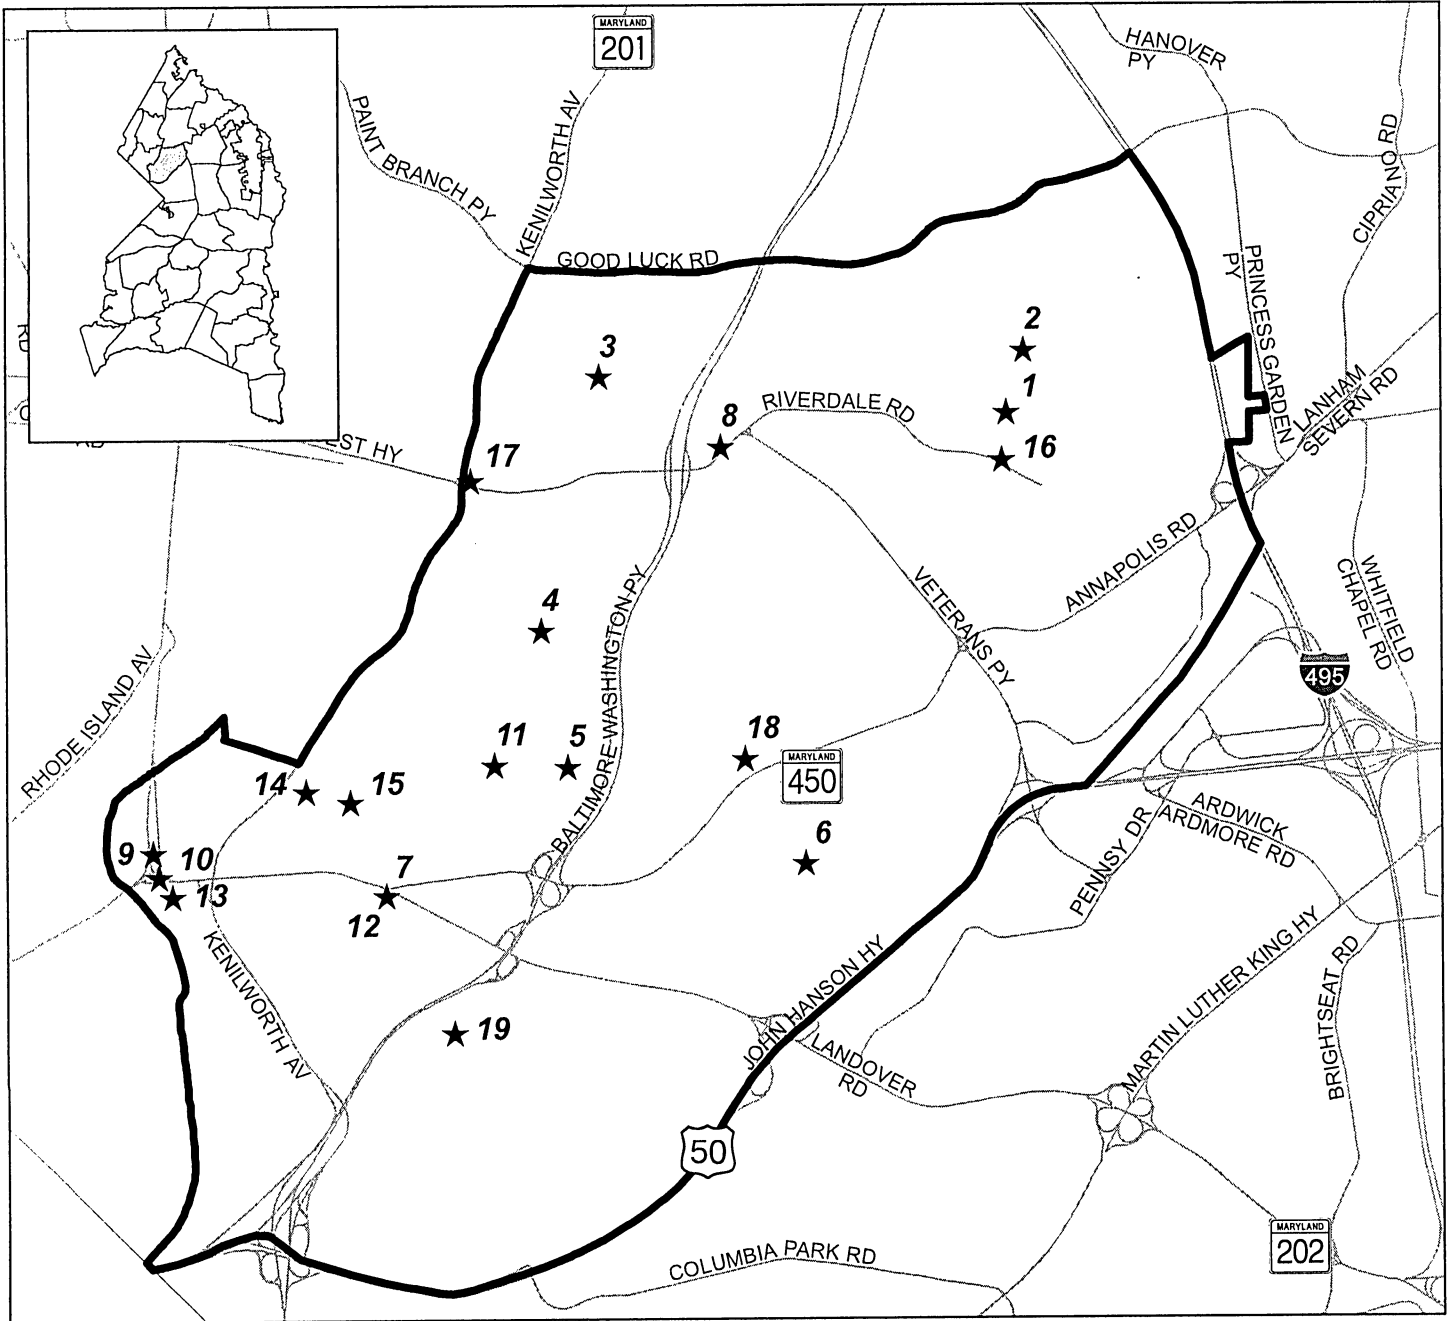 MARYLAND
201
HANOVER
PY
PAINT BRANCH PY
KENILWORTH AV
CIPRIANO RD
GOOD LUCK RD
PRINCESS GARDEN
PY
2
3
1
RIVERDALE RD
8
LANHAM
SEVERN RD
RD
EST HY
17
16
ANNAPOLIS RD
WHITFIELD
CHAPEL RD
4
VETERANS PY
BALTIMORE-WASHINGTON PY
RHODE ISLAND AV
495
11
5
18
MARYLAND
450
14
15
ARDWICK
ARDMORE RD
PENNSY DR
6
9
10
7
13
12
KENILWORTH AV
JOHN HANSON HY
MARTIN LUTHER KING HY
BRIGHTSEAT RD
19
LANDOVER
RD
50
MARYLAND
202
COLUMBIA PARK RD